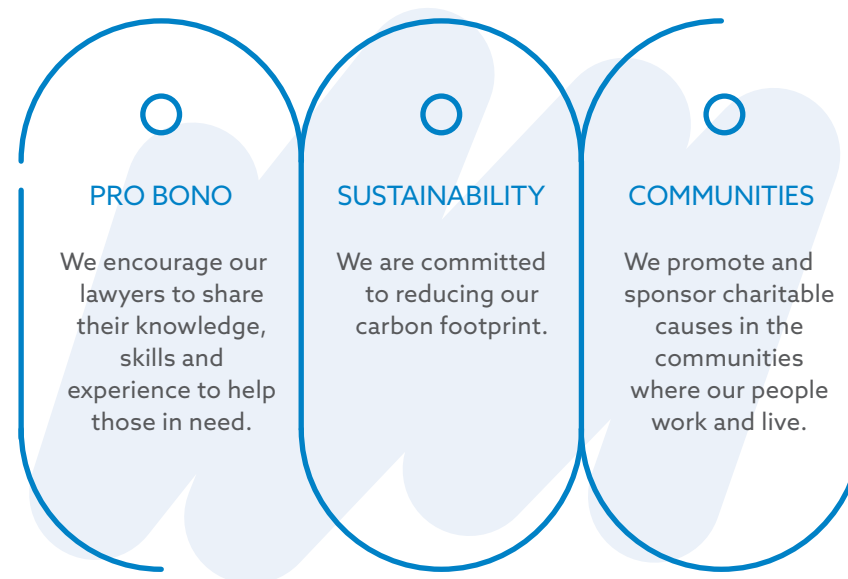 PRO BONO
We encourage our
lawyers to share
their knowledge,
skills and
experience to help
those in need.
SUSTAINABILITY
We are committed
to reducing our
carbon footprint.
COMMUNITIES
We promote and
sponsor charitable
causes in the
communities
where our people
work and live.